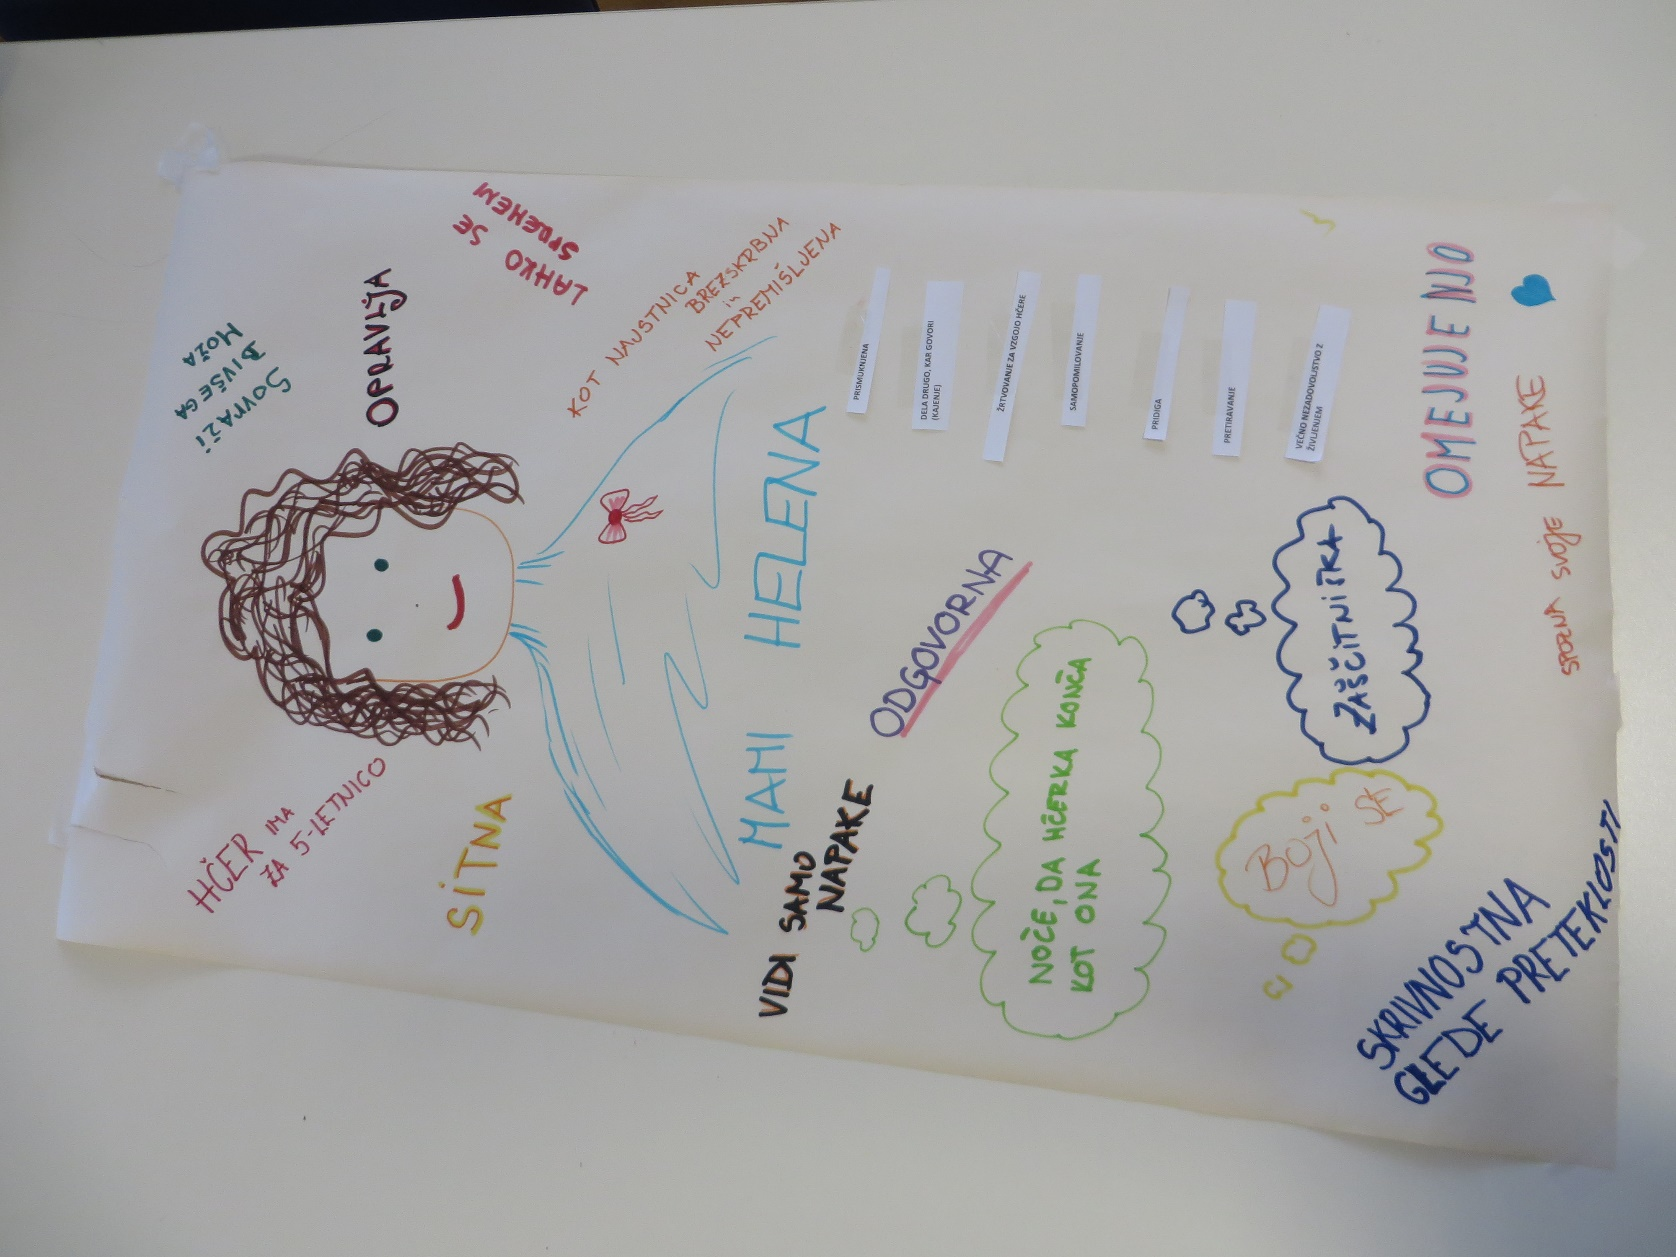 SOVRAŽI
BIVŠEGA
MOŽA
HČER IMA
ZA 5-LETNICO
OPRAVLJA
SITNA
LAHKO SE
SPREMENI
KOT NAJSTNICA
BREZSKRBNA
in
NEPREMIŠLJENA
MAMI HELENA
VIDI SAMO
NAPAKE
ODGOVORNA
PRISMUKNJENA
DELA DRUGO, KAR GOVORI
(KAJENJE)
ŽRTVOVANJE ZA VZGOJO HČERE
SAMOPOMILOVANJE
PRIDIGA
PRETIRAVANJE
VEČNO NEZADOVOLJSTVO Z
ŽIVLJENJEM
NOČE, DA HČERKA KONČA
KOT ONA
ZAŠČITNIŠKA
BOJI SE
OMEJUJE NJO
SKRIVNOSTNA
GLEDE PRETEKLOSTI
SPOZNA SVOJE NAPAKE